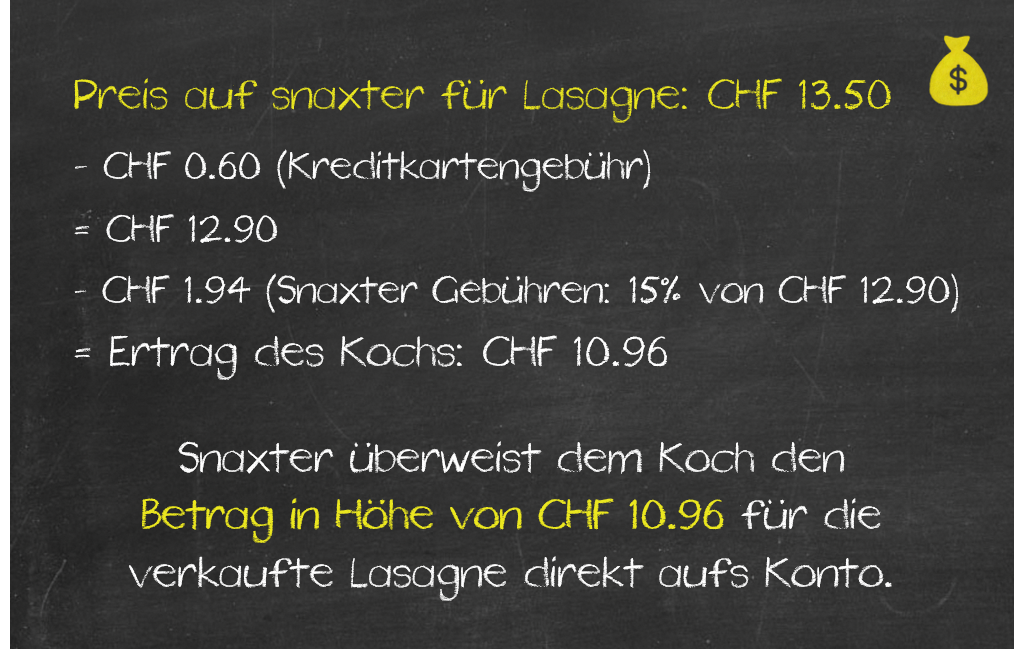 Preis auf snaxter für Lasagne: CHF 13.50
$
- CHF 0.60 (Kreditkartengebühr)
= CHF 12.90
- CHF 1.94 (Snaxter Gebühren: 15% von CHF 12.90)
= Ertrag des Kochs: CHF 10.96
Snaxter überweist dem Koch den
Betrag in Höhe von CHF 10.96 für die
verkaufte Lasagne direkt aufs Konto.